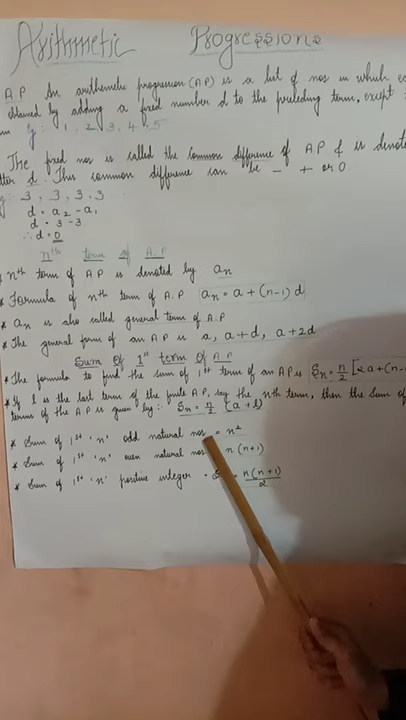 Arithmetic Progressions
A.P An arithmetic progression (AP) is a list of nos in which
obtained by adding a fixed number d to the preceding term, except
eg: 1, 2, 3, 4, 5
The fixed nos is called the common difference of A.P & is
d. This common difference can be - + or 0
3, 3, 3, 3
d = a₂ - a₁
d = 3 - 3
∴ d = 0
nth term of A.P
nth term of AP is denoted by an
* Formula of nth term of A.P an = a + (n-1) d
* an is also called general term of A.P
* The general form of an A.P is a, a+d, a+2d
Sum of 1st term of A.P
* The formula to find the sum of 1st term of an AP is Sn = n/2 [2a+(n-
* If l is the last term of the finite AP, say the nth term, then the sum of
terms of the AP is given by: Sn = n/2 (a+l)
* Sum of 1st 'n' odd natural nos = n²
* Sum of 1st 'n' even natural nos n(n+1)
* Sum of 1st 'n' positive integer = n(n+1)/2